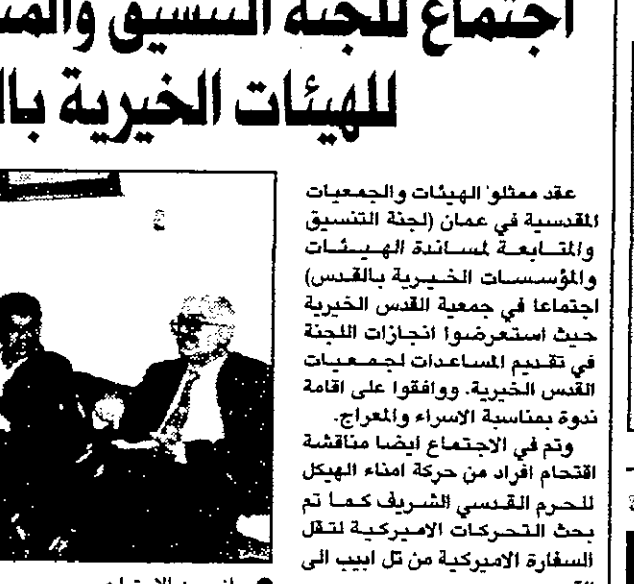 اجتماع للجنة التنسيق
للهيئات الخيرية
عقد ممثلو الهيئات والجمعيات
المقدسية في عمان (لجنة التنسيق
والمتابعة لمساندة الهيئات
والمؤسسات الخيرية بالقدس)
اجتماعا في جمعية القدس الخيرية
حيث استعرضوا انجازات اللجنة
في تقديم المساعدات لجمعيات
القدس الخيرية. ووافقوا على اقامة
ندوة بمناسبة الاسراء والمعراج.
وتم في الاجتماع ايضا مناقشة
اقتحام افراد من حركة امناء الهيكل
للحرم القدسي الشريف كما تم
بحث التحركات الاميركية لنقل
السفارة الاميركية من تل ابيب الى